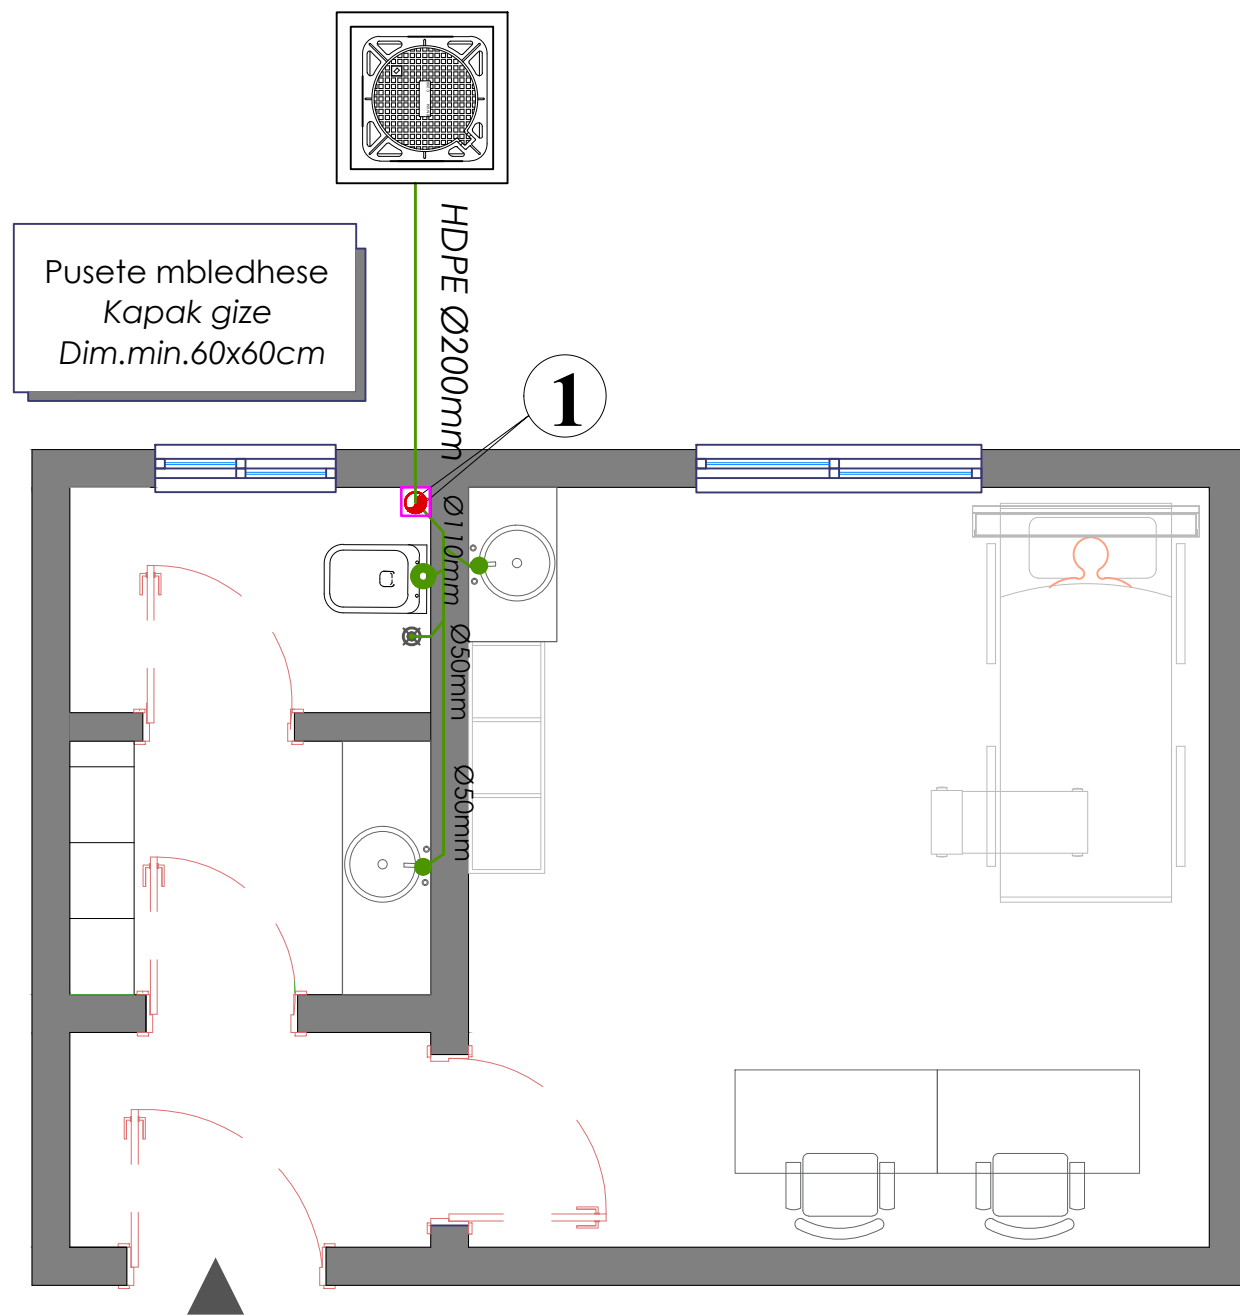 HDPE Ø200mm
Pusete mbledhese
Kapak gize
Dim.min.60x60cm
1
Ø110mm
Ø50mm
Ø50mm